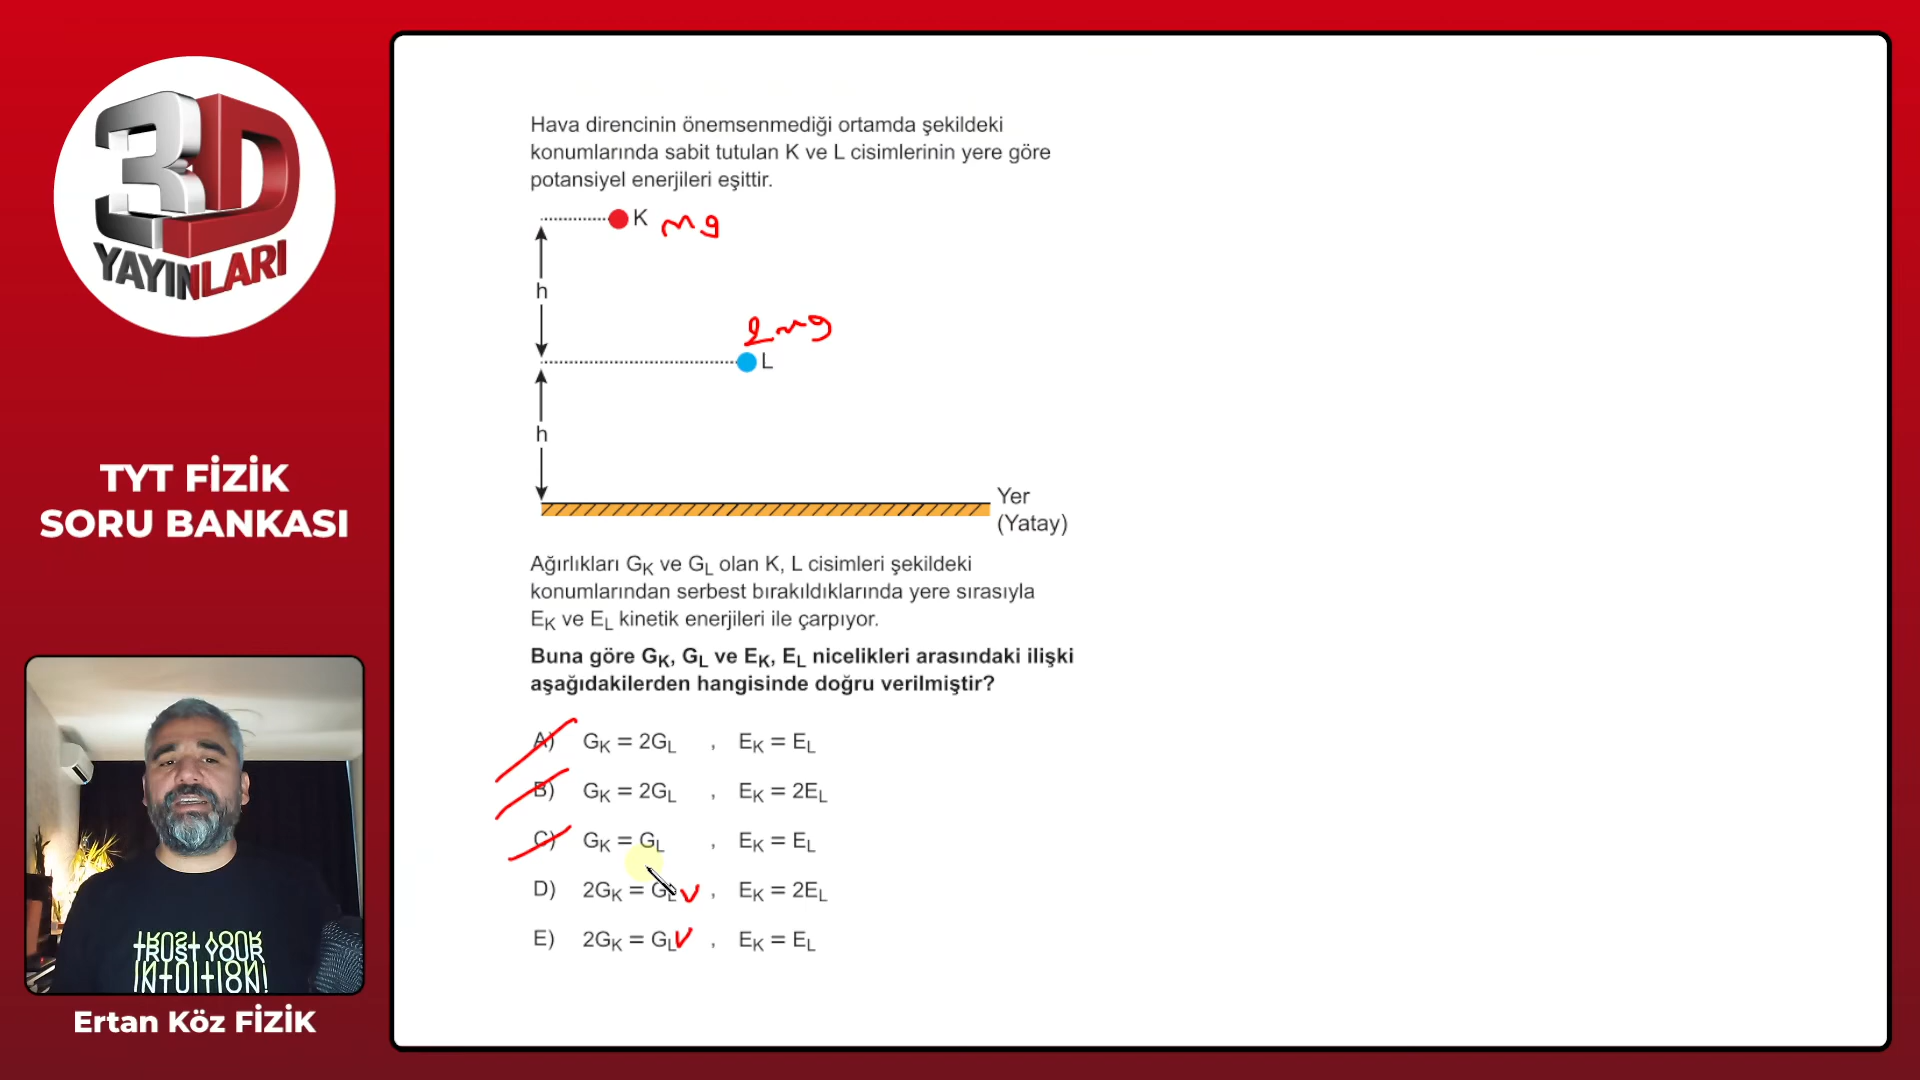 3D
YAYINLARI
TYT FİZİK
SORU BANKASI
TRUST YOUR
TRUST YOUR
INTUITION!
Ertan Köz FİZİK
Hava direncinin önemsenmediği ortamda şekildeki
konumlarında sabit tutulan K ve L cisimlerinin yere göre
potansiyel enerjileri eşittir.
K mg
h
2mg
L
h
Yer
(Yatay)
Ağırlıkları GK ve GL olan K, L cisimleri şekildeki
konumlarından serbest bırakıldıklarında yere sırasıyla
EK ve EL kinetik enerjileri ile çarpıyor.
Buna göre GK, GL ve EK, EL nicelikleri arasındaki ilişki
aşağıdakilerden hangisinde doğru verilmiştir?
A) GK = 2GL , EK = EL
B) GK = 2GL , EK = 2EL
C) GK = GL , EK = EL
D) 2GK = GL , EK = 2EL
E) 2GK = GL , EK = EL